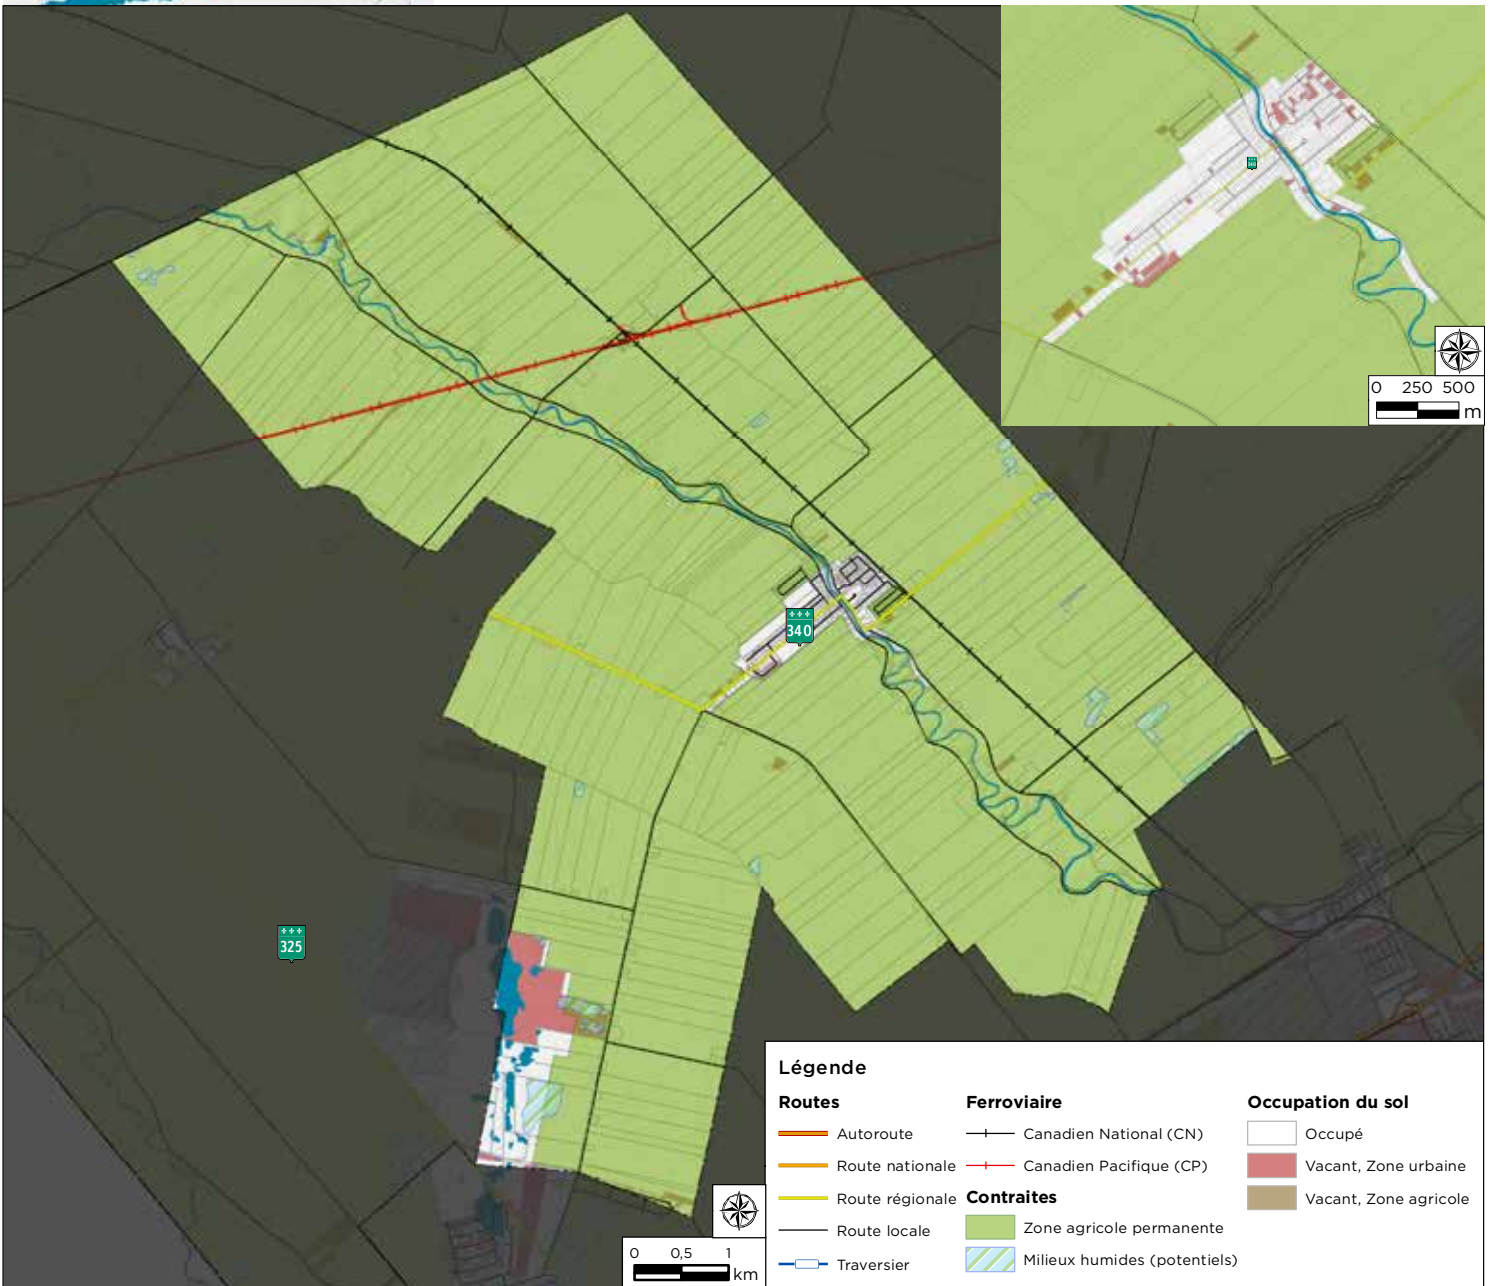 340
0 250 500
m
340
325
0 0,5 1
km
Légende
Routes
Autoroute
Route nationale
Route régionale
Route locale
Traversier
Ferroviaire
Canadien National (CN)
Canadien Pacifique (CP)
Contraites
Zone agricole permanente
Milieux humides (potentiels)
Occupation du sol
Occupé
Vacant, Zone urbaine
Vacant, Zone agricole